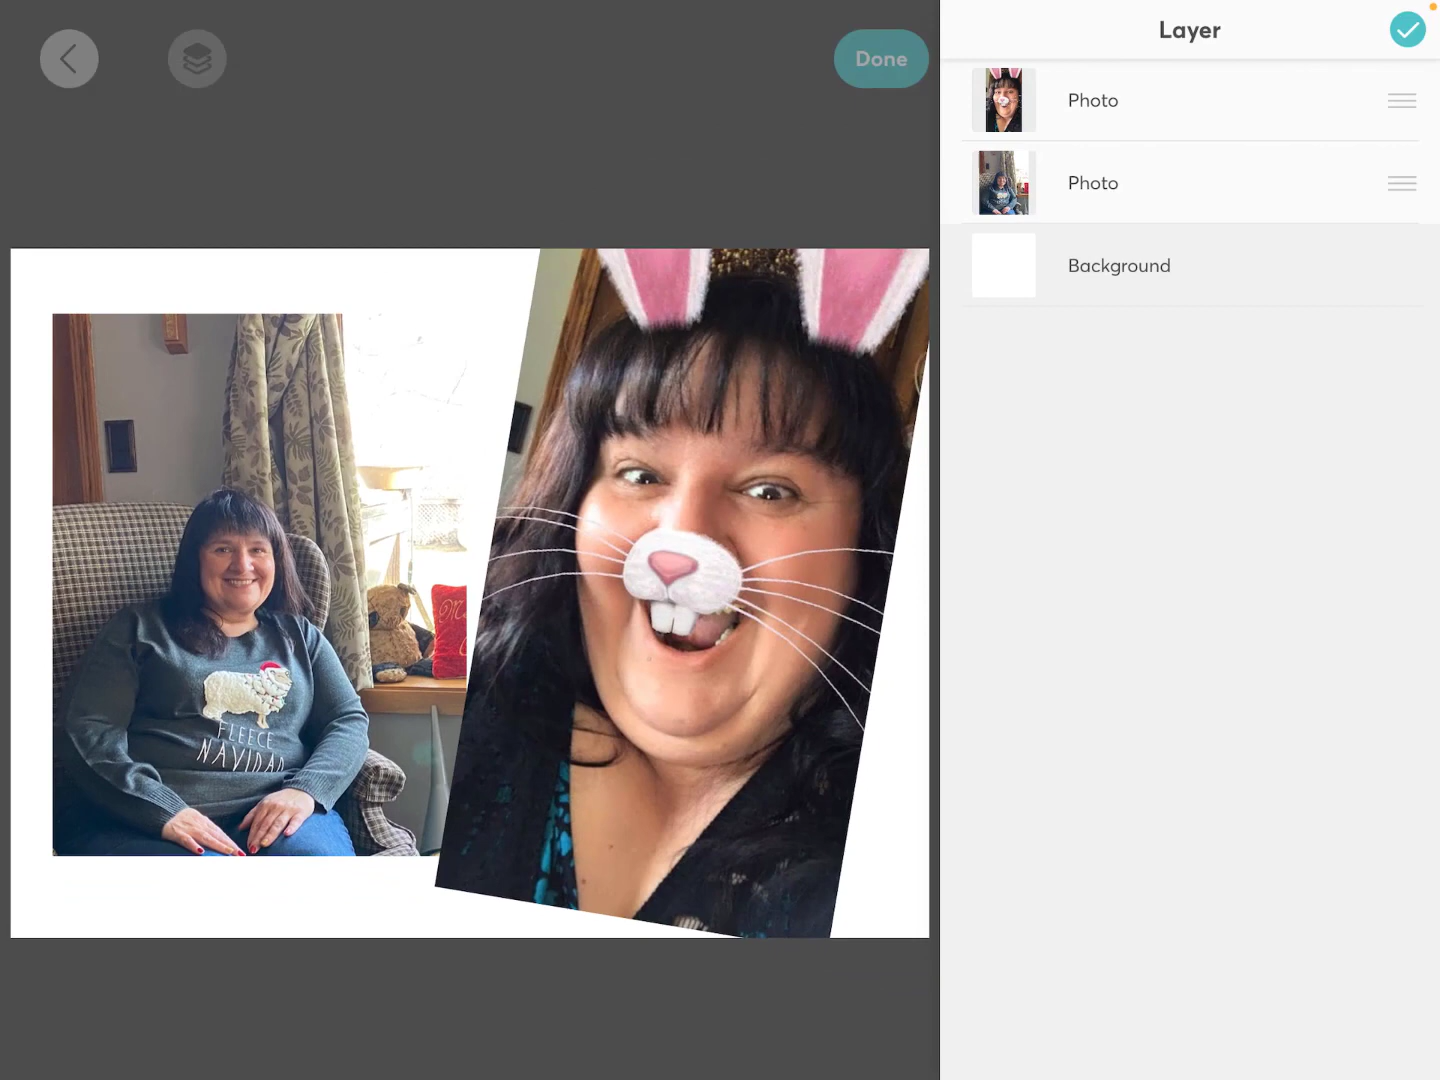 Done
Layer
Photo
Photo
Background
FLEECE
NAVIDAD